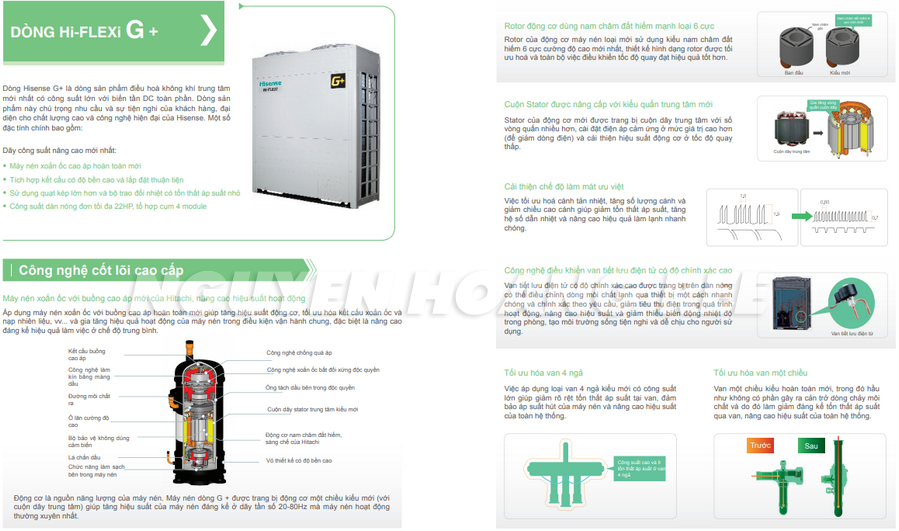 DÒNG Hi-FLEXi G +
Hisense
HI-FLEXi
G+
Dòng Hisense G+ là dòng sản phẩm điều hoà không khí trung tâm
mới nhất có công suất lớn với biến tần DC toàn phần. Dòng sản
phẩm này chú trọng nhu cầu và sự tiện nghi của khách hàng, đại
diện cho chất lượng cao và công nghệ hiện đại của Hisense. Một số
đặc tính chính bao gồm:
Dãy công suất nâng cao mới nhất:
• Máy nén xoắn ốc cao áp hoàn toàn mới
• Tích hợp kết cấu có độ bền cao và lắp đặt thuận tiện
• Sử dụng quạt kép lớn hơn và bộ trao đổi nhiệt có tổn thất áp suất nhỏ
• Công suất dàn nóng đơn tối đa 22HP, tổ hợp cụm 4 module
Công nghệ cốt lõi cao cấp
Máy nén xoắn ốc với buồng cao áp mới của Hitachi, nâng cao hiệu suất hoạt động
Áp dụng máy nén xoắn ốc với buồng cao áp hoàn toàn mới giúp tăng hiệu suất động cơ, tối ưu hóa kết cấu xoắn ốc và
nạp nhiên liệu, vv... và gia tăng hiệu quả hoạt động của máy nén trong điều kiện vận hành chung, đặc biệt là nâng cao
đáng kể hiệu quả làm việc ở chế độ trung bình.
Kết cấu buồng
cao áp
Công nghệ làm
kín bằng màng
dầu
Đường môi chất
ra
Ổ lăn cường độ
cao
Bộ bảo vệ không dùng
cảm biến
Lá chắn dầu
Chức năng làm sạch
bên trong máy nén
Công nghệ chống quá áp
Công nghệ xoắn ốc bất đối xứng độc quyền
Ống tách dầu bên trong độc quyền
Cuộn dây stator trung tâm kiểu mới
Động cơ nam châm đất hiếm,
sáng chế của Hitachi
Vỏ thiết kế có độ bền cao
Động cơ là nguồn năng lượng của máy nén. Máy nén dòng G + được trang bị động cơ một chiều kiểu mới (với
cuộn dây trung tâm) giúp tăng hiệu suất của máy nén đáng kể ở dãy tần số 20-80Hz mà máy nén hoạt động
thường xuyên nhất.
Rotor động cơ dùng nam châm đất hiếm mạnh loại 6 cực
Rotor của động cơ máy nén loại mới sử dụng kiểu nam châm đất
hiếm 6 cực cường độ cao mới nhất, thiết kế hình dạng rotor được tối
ưu hoá và toàn bộ việc điều khiển tốc độ quay đạt hiệu quả tốt hơn.
Ban đầu
Kiểu mới
Cuộn Stator được nâng cấp với kiểu quấn trung tâm mới
Stator của động cơ mới được trang bị cuộn dây trung tâm với số
vòng quấn nhiều hơn, cài đặt điện áp cảm ứng ở mức giá trị cao hơn
(để giảm dòng điện) và cải thiện hiệu suất động cơ ở tốc độ quay
thấp.
Cuộn dây trung tâm
Cải thiện chế độ làm mát ưu việt
Việc tối ưu hoá cánh tản nhiệt, tăng số lượng cánh và
giảm chiều cao cánh giúp giảm tổn thất áp suất, tăng
hệ số dẫn nhiệt và nâng cao hiệu quả làm lạnh nhanh
chóng.
Công nghệ điều khiển van tiết lưu điện tử có độ chính xác cao
Van tiết lưu điện tử có độ chính xác cao được trang bị trên dàn nóng
có thể điều chỉnh dòng môi chất lạnh qua thiết bị một cách nhanh
chóng và chính xác theo yêu cầu, giảm tiêu thụ điện trong quá trình
hoạt động, nâng cao hiệu suất và giảm thiểu biến động nhiệt độ
trong phòng, tạo môi trường sống tiện nghi và dễ chịu cho người sử
dụng.
Van tiết lưu điện tử
NGUYEN HOANG LE
Tối ưu hóa van 4 ngả
Việc áp dụng loại van 4 ngả kiểu mới có công suất
lớn giúp giảm rõ rệt tổn thất áp suất tại van, đảm
bảo áp suất hút của máy nén và nâng cao hiệu suất
của toàn hệ thống.
Tối ưu hóa van một chiều
Van một chiều kiểu hoàn toàn mới, trong đó hầu
như không có phần gây ra cản trở dòng chảy môi
chất và do đó làm giảm đáng kể tổn thất áp suất
qua van, nâng cao hiệu suất của toàn hệ thống.
Công suất cao và ít
tổn thất áp suất ở van
4 ngả
Trước
Sau